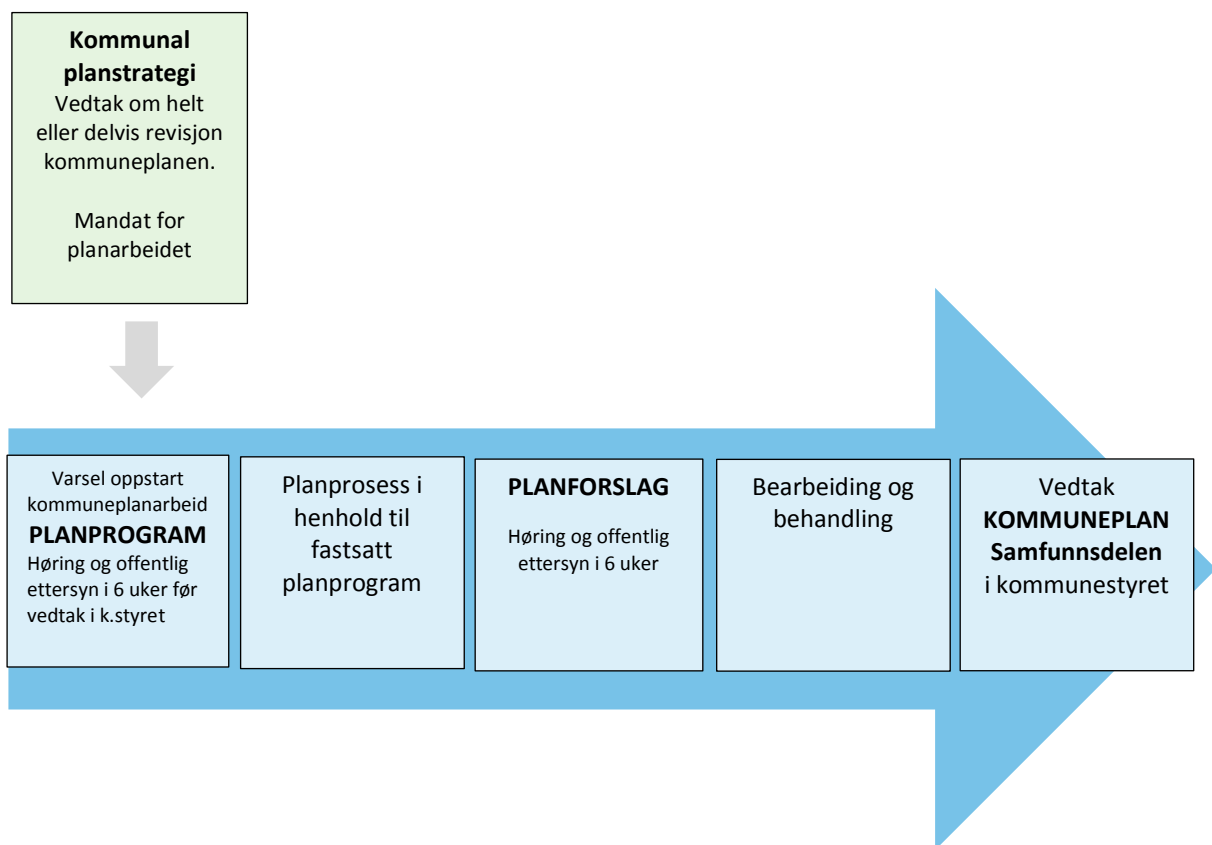 Kommunal
planstrategi
Vedtak om helt
eller delvis revisjon
kommuneplanen.
Mandat for
planarbeidet
Varsel oppstart
kommuneplanarbeid
PLANPROGRAM
Høring og offentlig
ettersyn i 6 uker før
vedtak i k.styret
Planprosess i
henhold til
fastsatt
planprogram
PLANFORSLAG
Høring og offentlig
ettersyn i 6 uker
Bearbeiding og
behandling
Vedtak
KOMMUNEPLAN
Samfunnsdelen
i kommunestyret